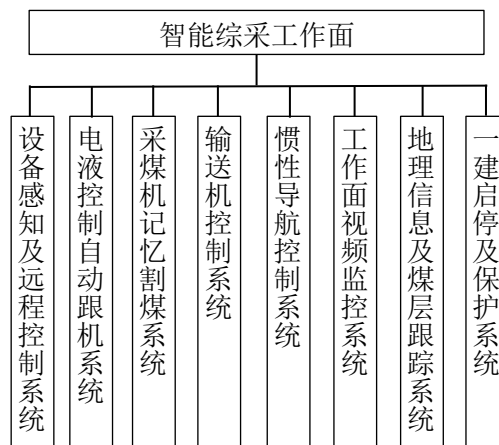 智能综采工作面
设备感知及远程控制系统
电液控制自动跟机系统
采煤机记忆割煤系统
输送机控制系统
惯性导航控制系统
工作面视频监控系统
地理信息及煤层跟踪系统
一建启停及保护系统